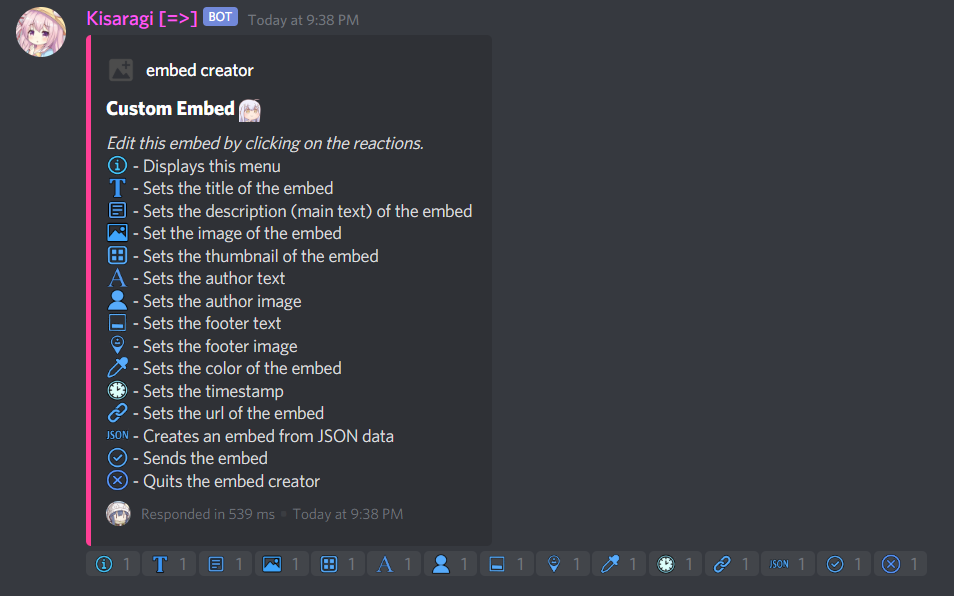 Kisaragi [=>] BOT Today at 9:38 PM
embed creator
Custom Embed
Edit this embed by clicking on the reactions.
- Displays this menu
T - Sets the title of the embed
- Sets the description (main text) of the embed
- Set the image of the embed
- Sets the thumbnail of the embed
A - Sets the author text
- Sets the author image
- Sets the footer text
- Sets the footer image
- Sets the color of the embed
- Sets the timestamp
- Sets the url of the embed
JSON - Creates an embed from JSON data
- Sends the embed
- Quits the embed creator
Responded in 539 ms • Today at 9:38 PM
1 T 1 1 1 1 A 1 1 1 1 1 1 1 JSON 1 1 1